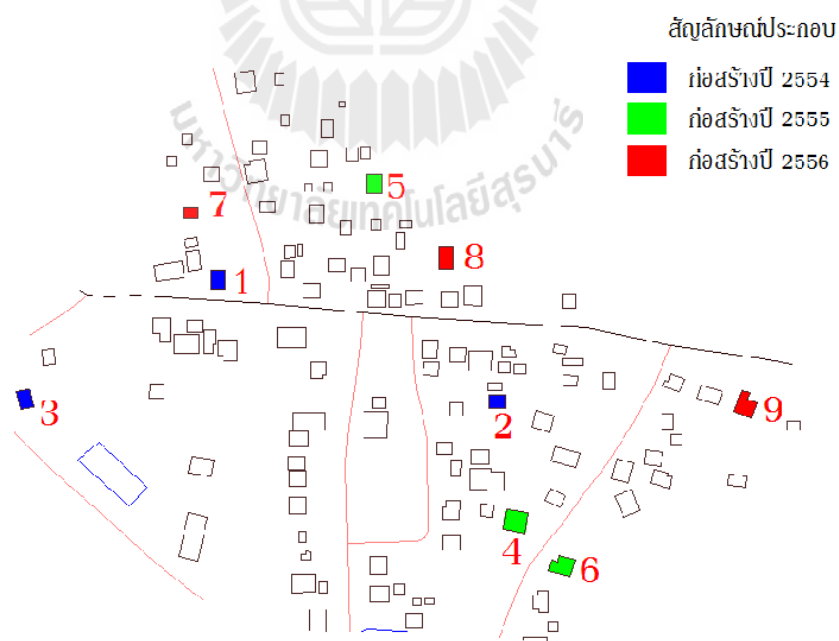 สัญลักษณ์ประกอบ
ก่อสร้างปี 2554
ก่อสร้างปี 2555
ก่อสร้างปี 2556
มหาวิทยาลัยเทคโนโลยีสุรนารี
5
7
8
1
3
2
9
4
6